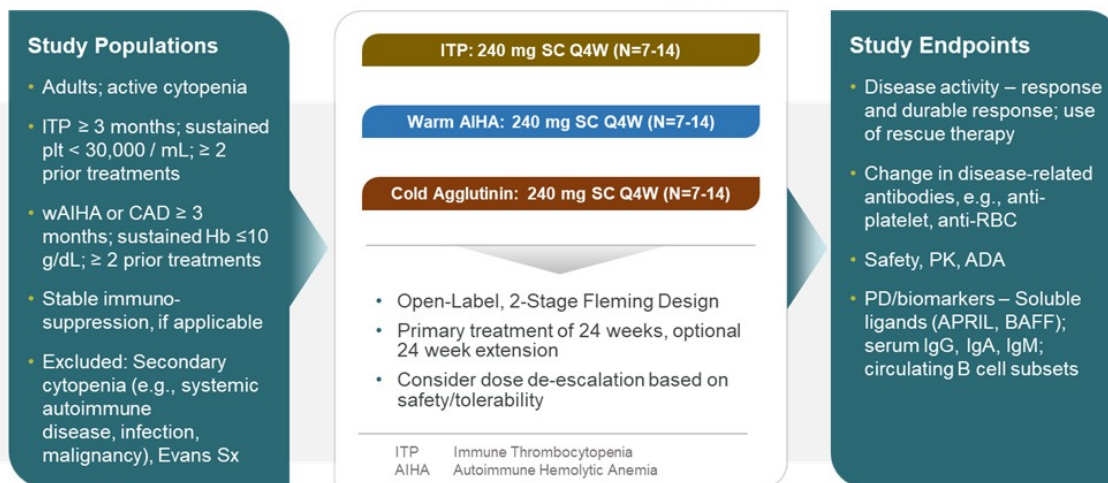 Study Populations
• Adults; active cytopenia
• ITP ≥ 3 months; sustained
plt < 30,000 / mL; ≥ 2
prior treatments
• wAIHA or CAD ≥ 3
months; sustained Hb ≤10
g/dL; ≥ 2 prior treatments
• Stable immuno-
suppression, if applicable
• Excluded: Secondary
cytopenia (e.g., systemic
autoimmune
disease, infection,
malignancy), Evans Sx
ITP: 240 mg SC Q4W (N=7-14)
Warm AIHA: 240 mg SC Q4W (N=7-14)
Cold Agglutinin: 240 mg SC Q4W (N=7-14)
• Open-Label, 2-Stage Fleming Design
• Primary treatment of 24 weeks, optional
24 week extension
• Consider dose de-escalation based on
safety/tolerability
ITP Immune Thrombocytopenia
AIHA Autoimmune Hemolytic Anemia
Study Endpoints
• Disease activity – response
and durable response; use
of rescue therapy
• Change in disease-related
antibodies, e.g., anti-
platelet, anti-RBC
• Safety, PK, ADA
• PD/biomarkers – Soluble
ligands (APRIL, BAFF);
serum IgG, IgA, IgM;
circulating B cell subsets